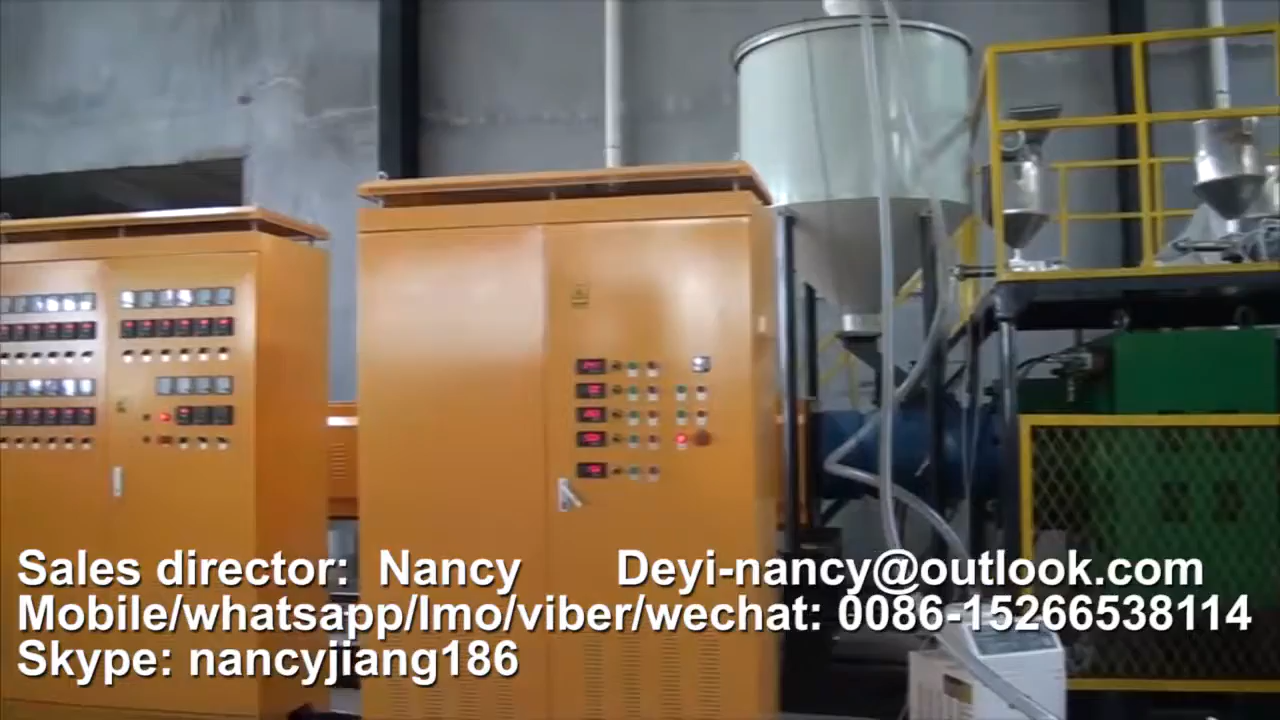 Sales director: Nancy Deyi-nancy@outlook.com
Mobile/whatsapp/Imo/viber/wechat: 0086-15266538114
Skype: nancyjiang186